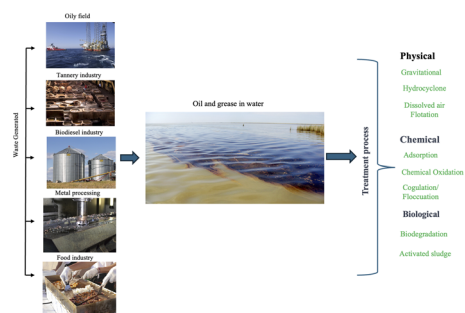 Oily field
Tannery industry
Biodiesel industry
Metal processing
Food industry
Waste Generated
Oil and grease in water
Treatment process
Physical
Gravitational
Hydrocyclone
Dissolved air
Flotation
Chemical
Adsorption
Chemical Oxidation
Cogulation/
Floccuation
Biological
Biodegradation
Activated sludge